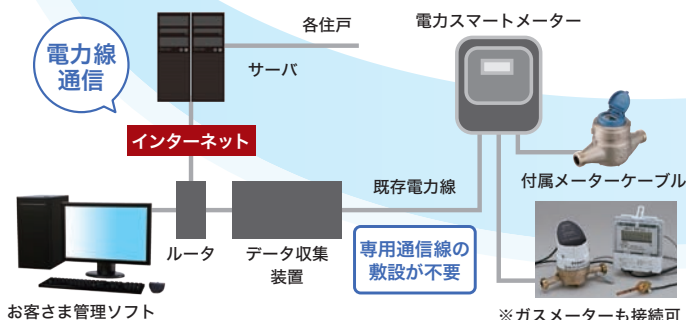 電力線
通信
各住戸
サーバ
電力スマートメーター
インターネット
付属メーターケーブル
既存電力線
ルータ
データ収集
装置
専用通信線の
敷設が不要
お客さま管理ソフト
※ガスメーターも接続可